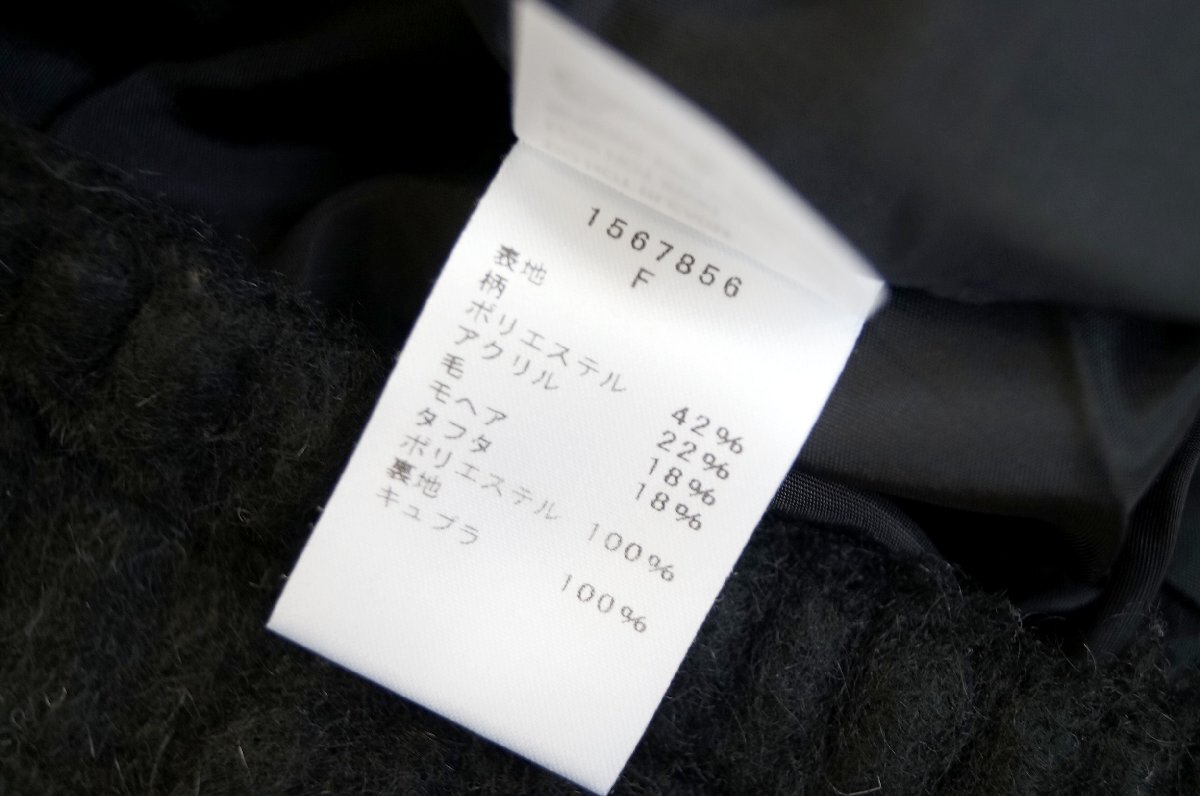 1567856
F
表地
柄
ポリエステル 42%
アクリル 22%
毛 18%
モヘア 18%
タフタ
ポリエステル 100%
裏地
キュプラ 100%